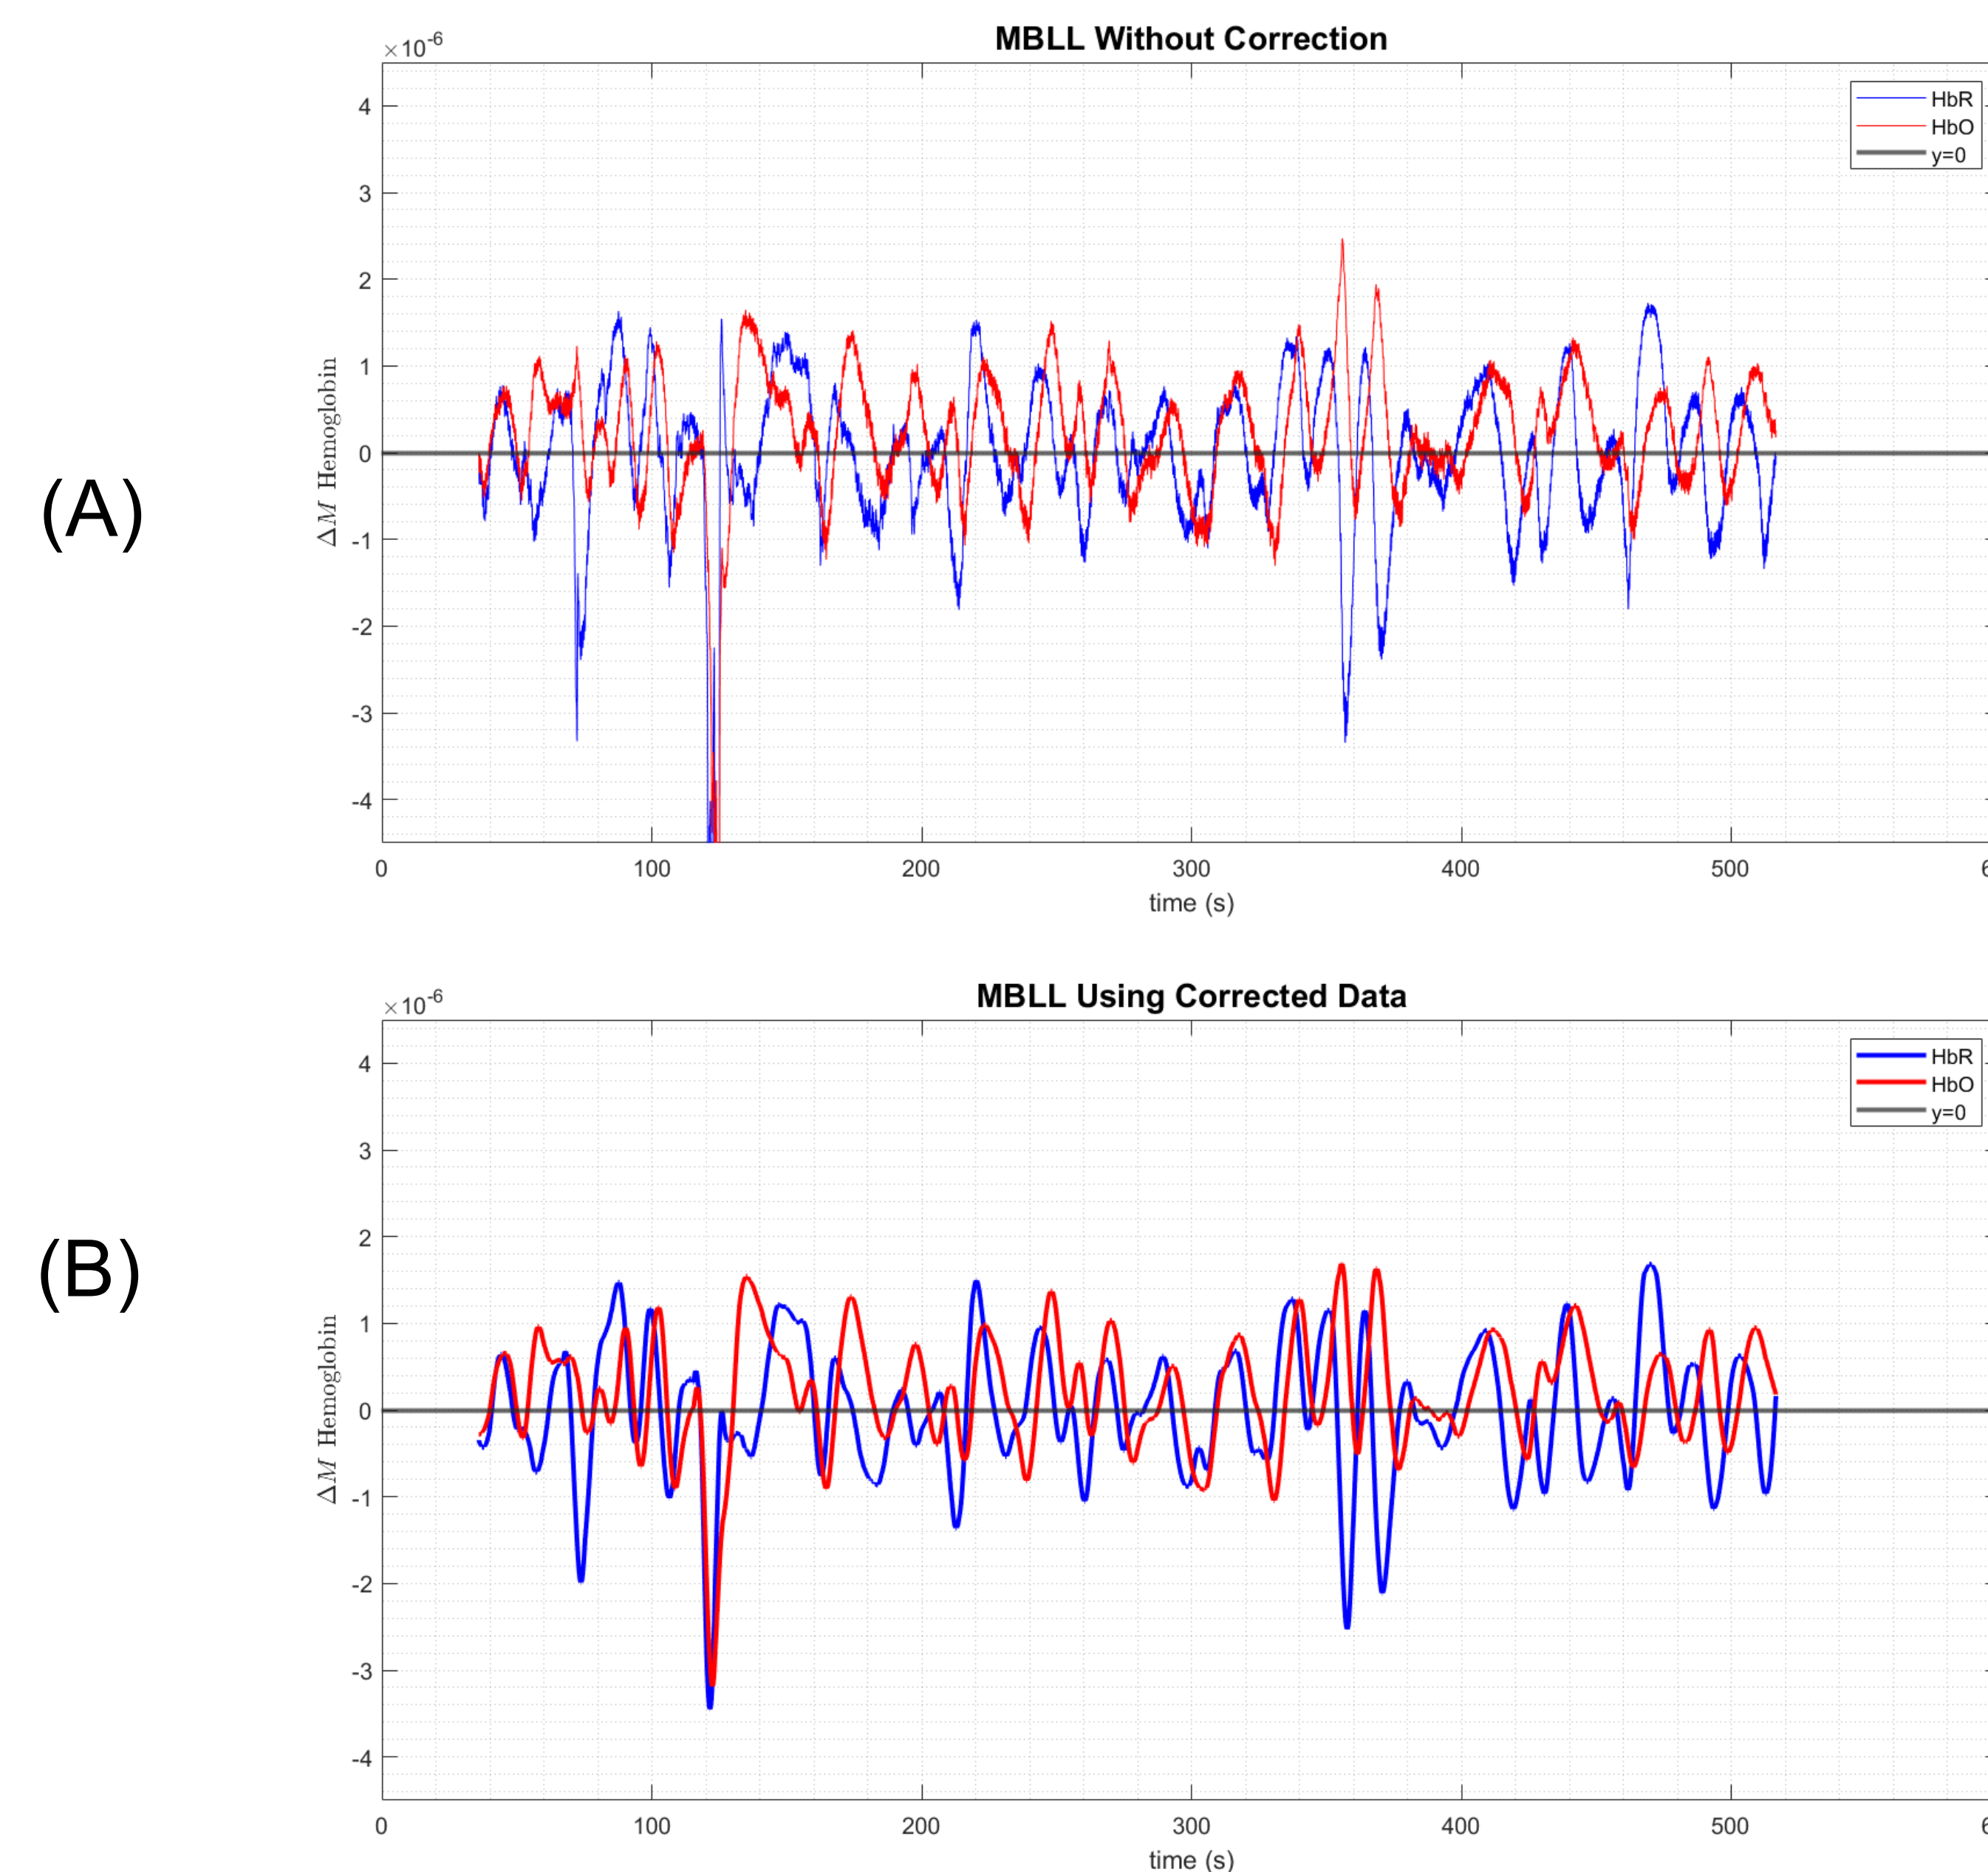 MBLL Without Correction
×10⁻⁶
4
3
2
1
0
-1
-2
-3
-4
ΔM Hemoglobin
HbR
HbO
y=0
(A)
0 100 200 300 400 500
time (s)
MBLL Using Corrected Data
×10⁻⁶
4
3
2
1
0
-1
-2
-3
-4
ΔM Hemoglobin
HbR
HbO
y=0
(B)
0 100 200 300 400 500
time (s)